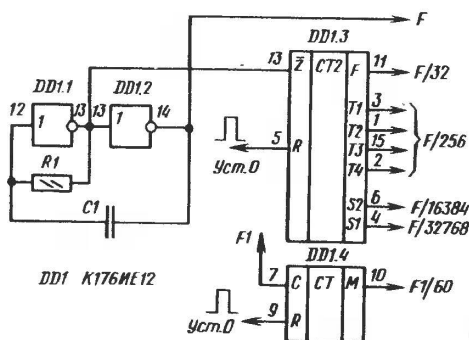 F
DD1.3
DD1.1
DD1.2
12
1
13
13
1
14
13
Z̅
CT2
F
11
F/32
R1
C1
T1
3
T2
1
T3
15
T4
2
F/256
5
R
Уст.0
S2
6
F/16384
S1
4
F/32768
F1
DD1.4
7
C
CT
M
10
F1/60
9
R
Уст.0
DD1 К176ИЕ12